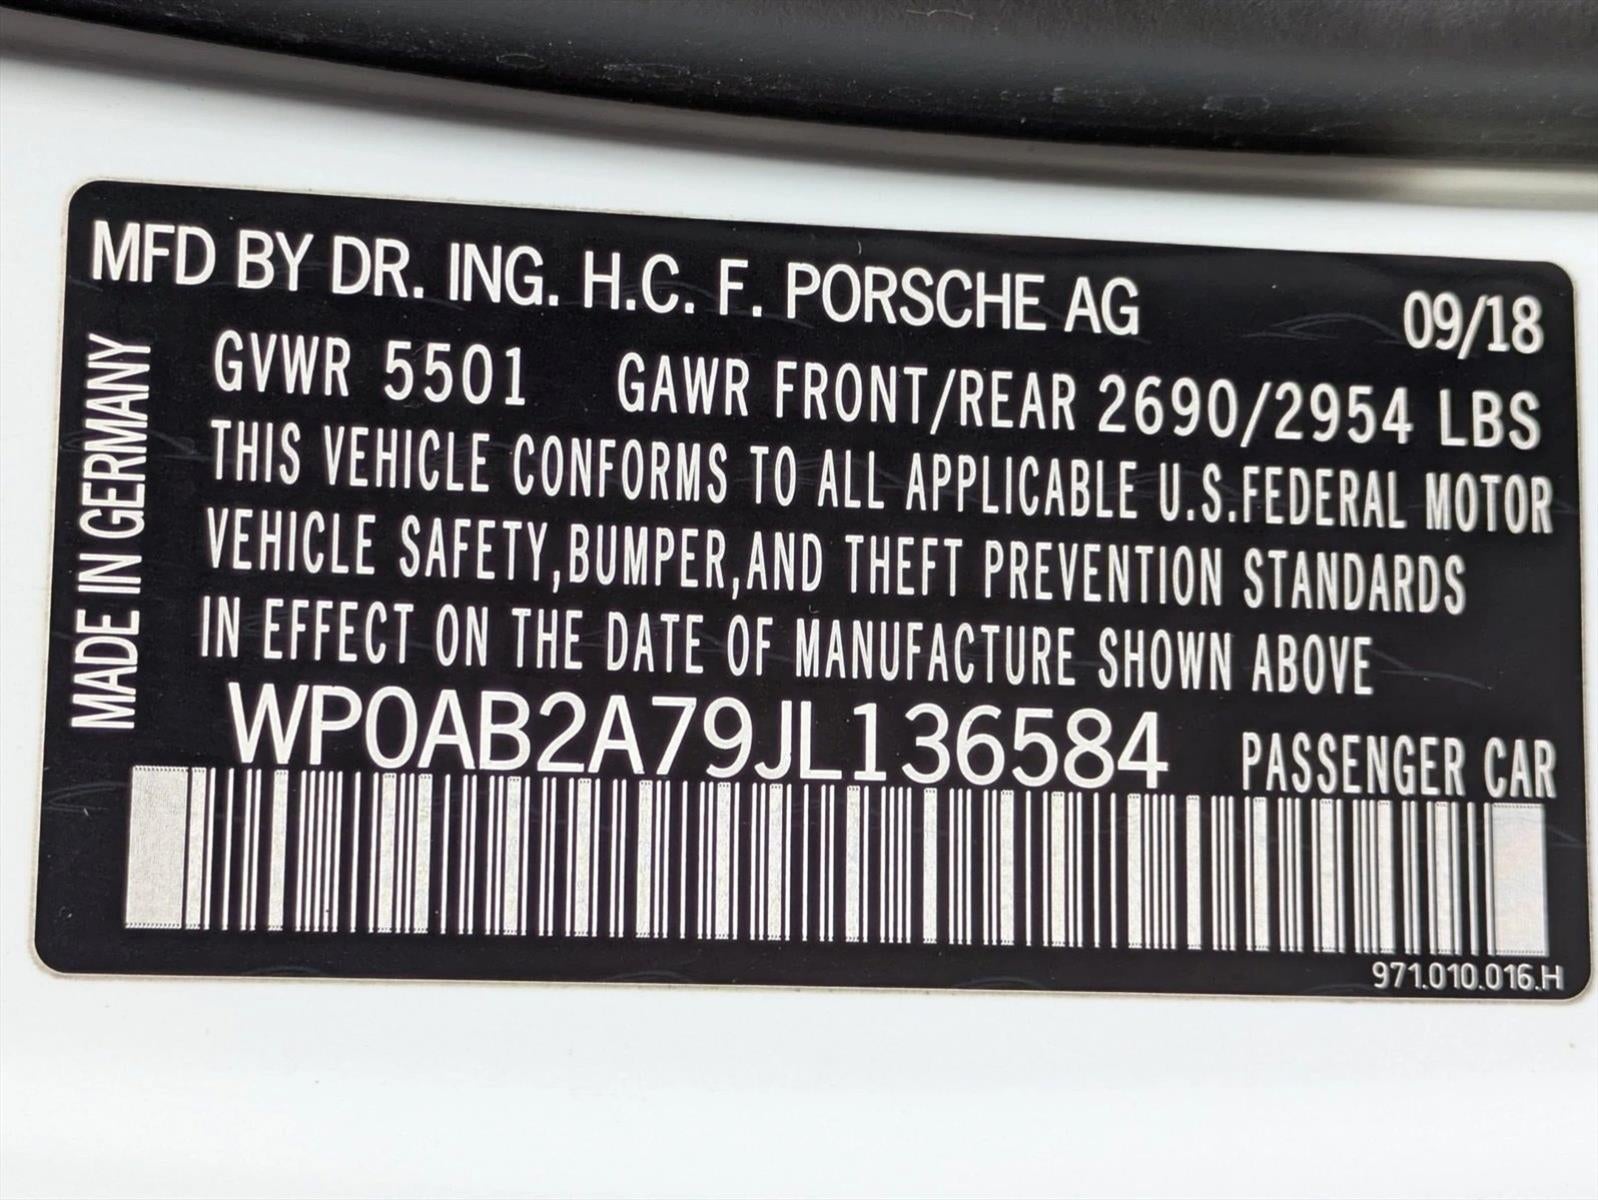 MFD BY DR. ING. H.C. F. PORSCHE AG 09/18
GVWR 5501 GAWR FRONT/REAR 2690/2954 LBS
THIS VEHICLE CONFORMS TO ALL APPLICABLE U.S.FEDERAL MOTOR
VEHICLE SAFETY,BUMPER,AND THEFT PREVENTION STANDARDS
IN EFFECT ON THE DATE OF MANUFACTURE SHOWN ABOVE
WP0AB2A79JL136584 PASSENGER CAR
971.010.016.H
MADE IN GERMANY